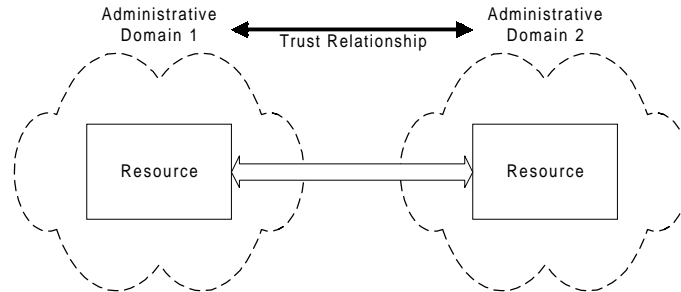 Administrative
Domain 1
Trust Relationship
Administrative
Domain 2
Resource
Resource